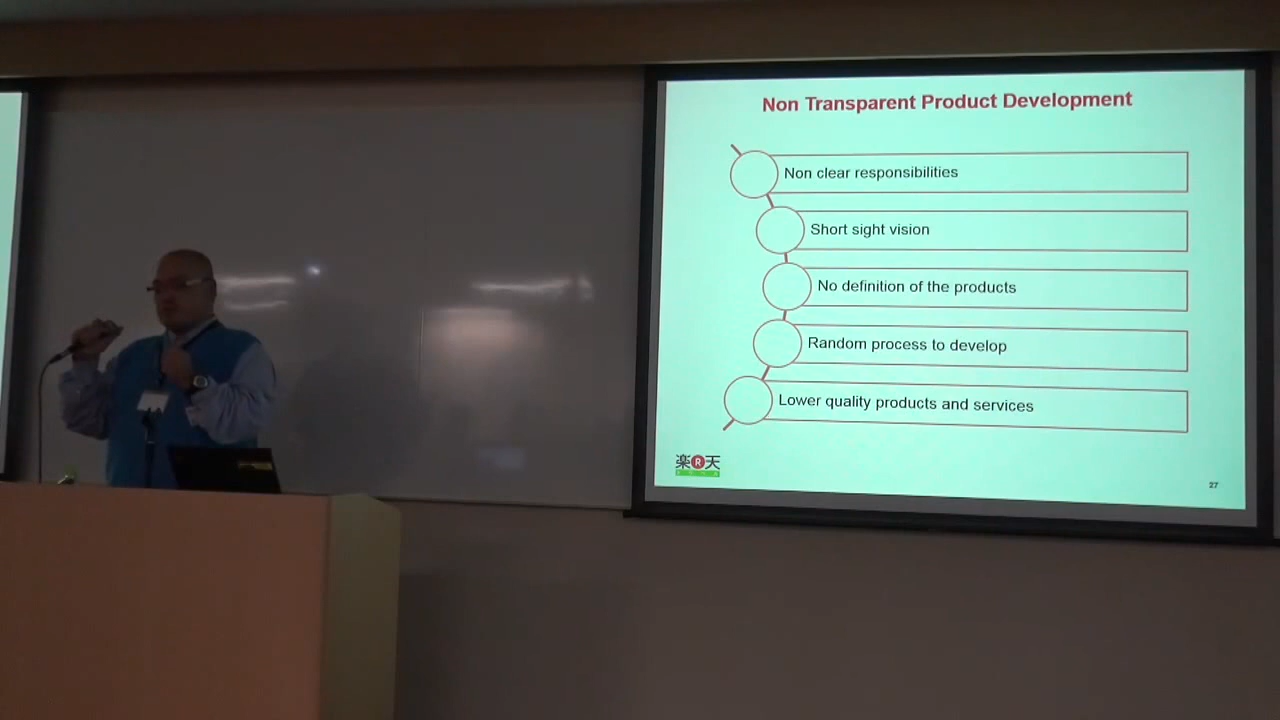 Non Transparent Product Development
Non clear responsibilities
Short sight vision
No definition of the products
Random process to develop
Lower quality products and services
楽R天
27